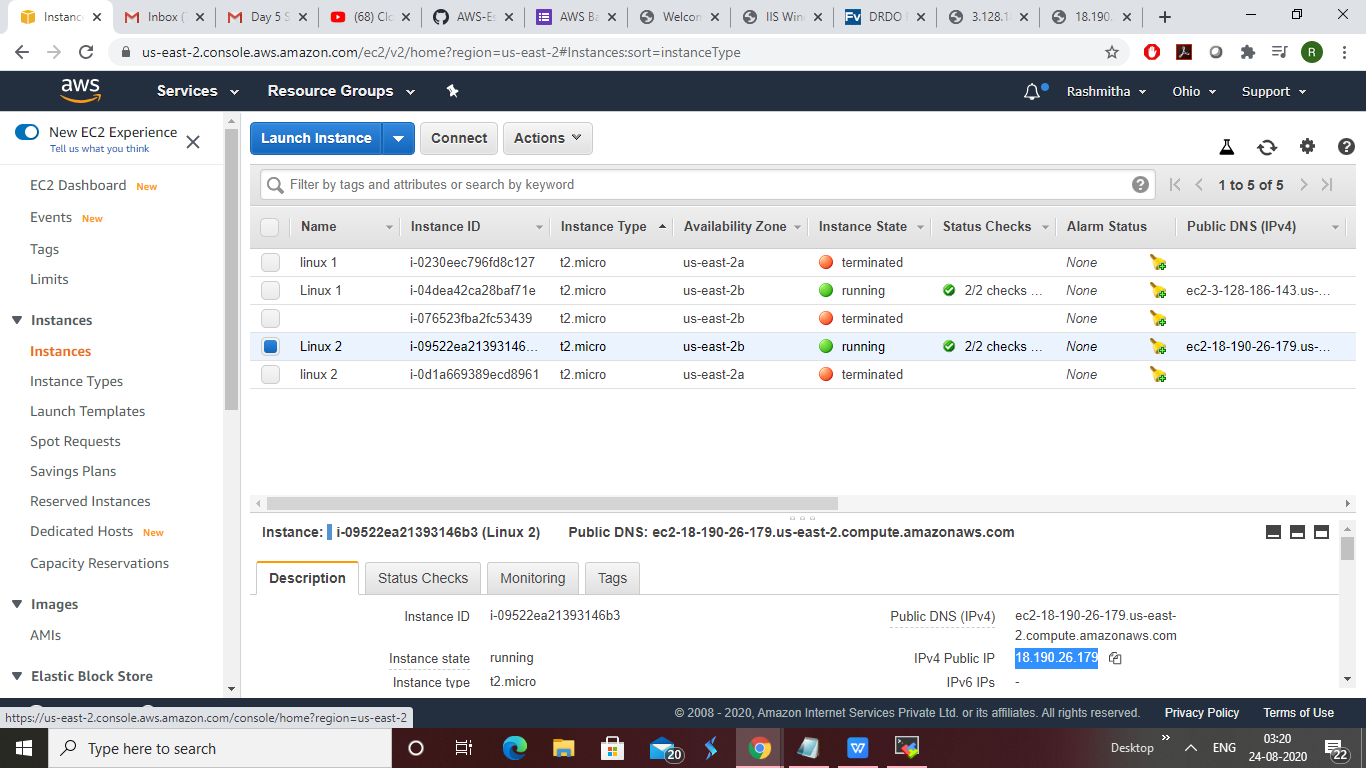 Instanc
Inbox (
Day 5 S
(68) Clo
AWS-Es
AWS Ba
Welcom
IIS Win
DRDO
3.128.1
18.190.
us-east-2.console.aws.amazon.com/ec2/v2/home?region=us-east-2#Instances:sort=instanceType
R
aws Services Resource Groups Rashmitha Ohio Support
New EC2 Experience
Tell us what you think
EC2 Dashboard New
Events New
Tags
Limits
Instances
Instances
Instance Types
Launch Templates
Spot Requests
Savings Plans
Reserved Instances
Dedicated Hosts New
Capacity Reservations
Images
AMIs
Elastic Block Store
Launch Instance Connect Actions
Filter by tags and attributes or search by keyword
1 to 5 of 5
Name Instance ID Instance Type Availability Zone Instance State Status Checks Alarm Status Public DNS (IPv4)
linux 1 i-0230eec796fd8c127 t2.micro us-east-2a terminated None
Linux 1 i-04dea42ca28baf71e t2.micro us-east-2b running 2/2 checks ... None ec2-3-128-186-143.us-...
i-076523fba2fc53439 t2.micro us-east-2b terminated None
Linux 2 i-09522ea21393146... t2.micro us-east-2b running 2/2 checks ... None ec2-18-190-26-179.us-...
linux 2 i-0d1a669389ecd8961 t2.micro us-east-2a terminated None
Instance: i-09522ea21393146b3 (Linux 2) Public DNS: ec2-18-190-26-179.us-east-2.compute.amazonaws.com
Description Status Checks Monitoring Tags
Instance ID i-09522ea21393146b3
Instance state running
Instance type t2.micro
Public DNS (IPv4) ec2-18-190-26-179.us-east-
2.compute.amazonaws.com
IPv4 Public IP 18.190.26.179
IPv6 IPs -
https://us-east-2.console.aws.amazon.com/console/home?region=us-east-2
© 2008 - 2020, Amazon Internet Services Private Ltd. or its affiliates. All rights reserved. Privacy Policy Terms of Use
Type here to search
20
W
Desktop
ENG
03:20
24-08-2020
22